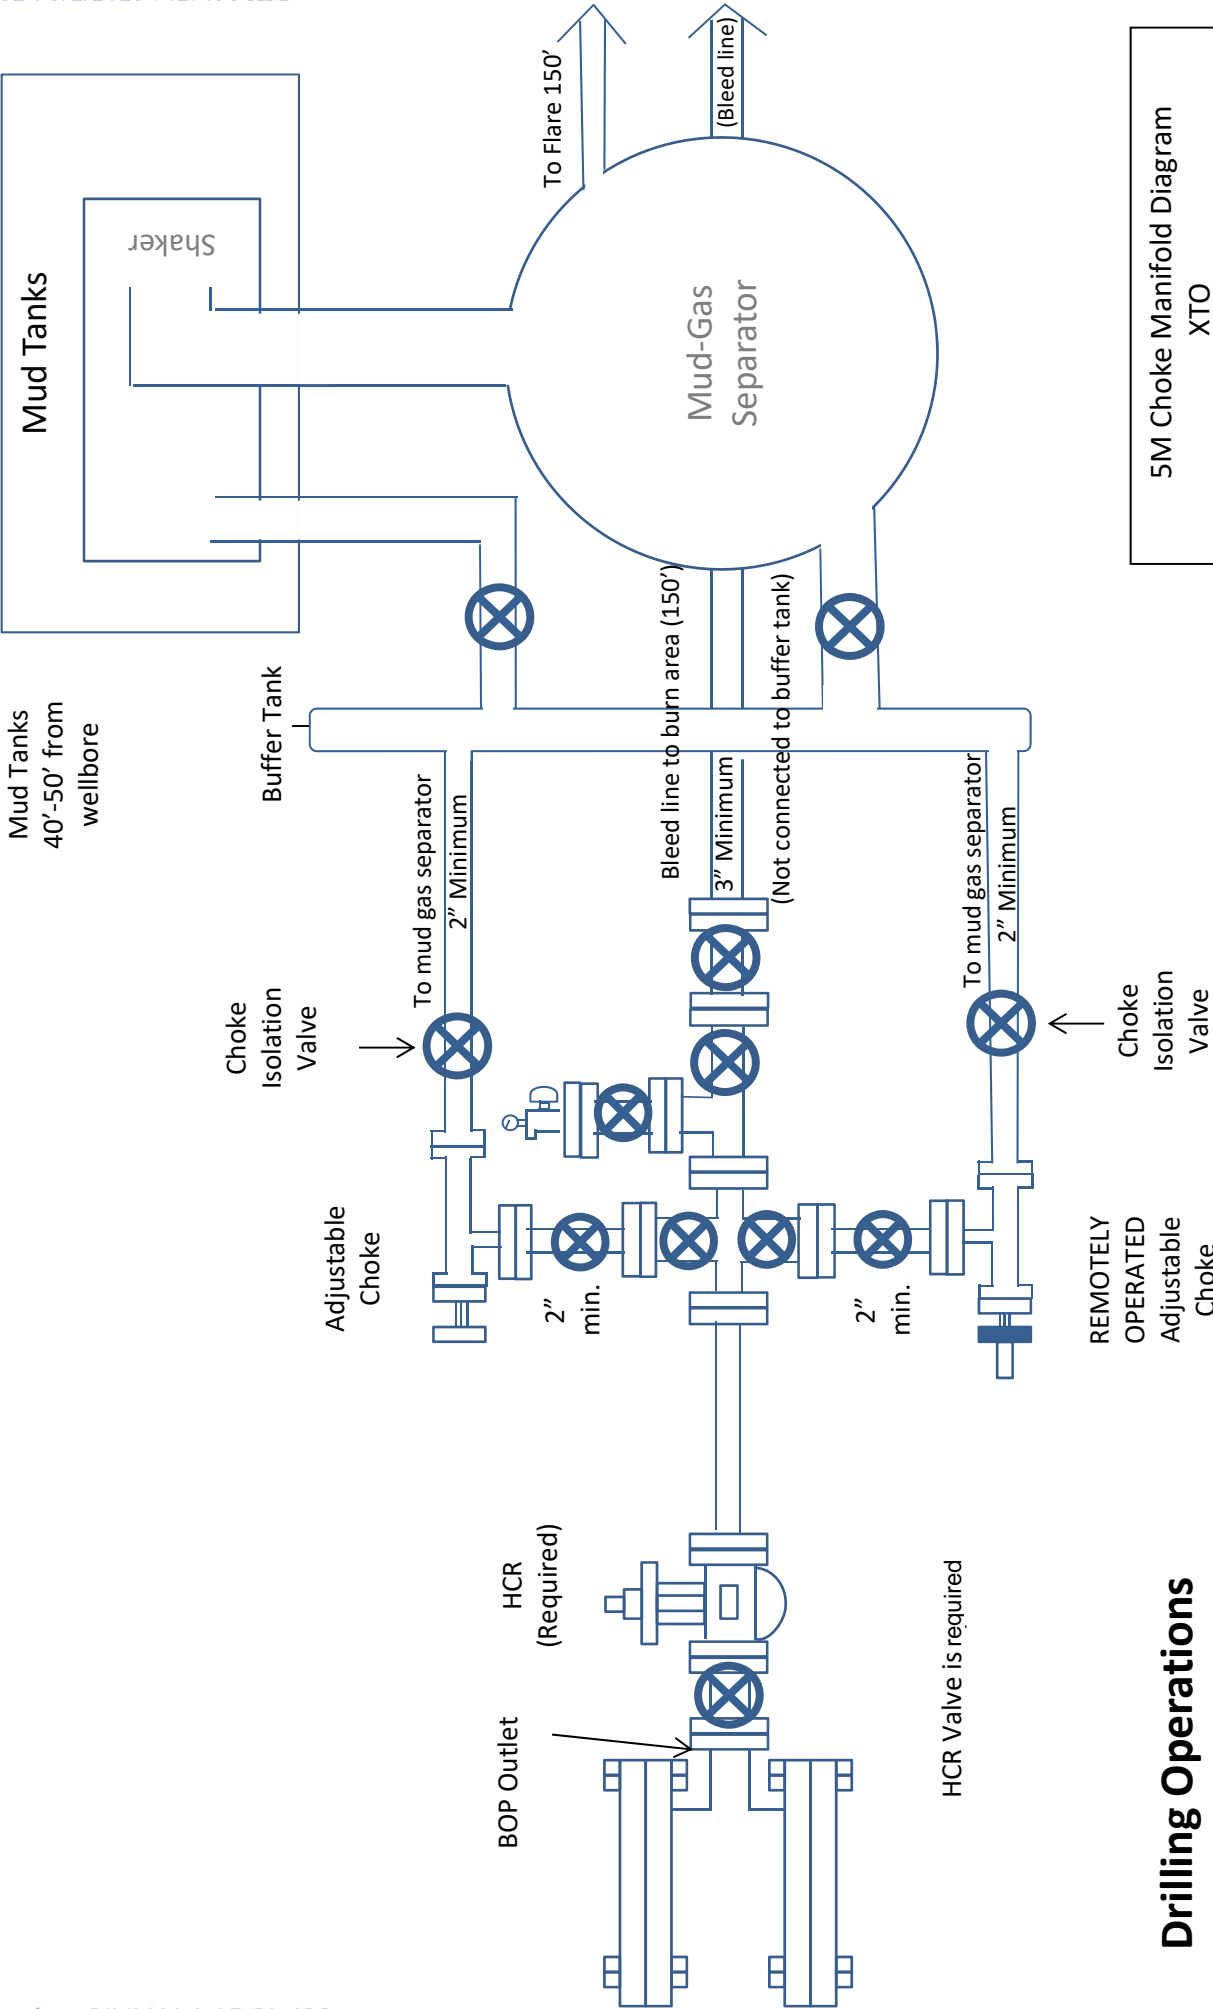 Mud Tanks
Shaker
To Flare 150’
(Bleed line)
Mud-Gas
Separator
5M Choke Manifold Diagram
XTO
Mud Tanks
40’-50’ from
wellbore
Buffer Tank
To mud gas separator
2” Minimum
Bleed line to burn area (150’)
3” Minimum
(Not connected to buffer tank)
To mud gas separator
2” Minimum
Choke
Isolation
Valve
Choke
Isolation
Valve
Adjustable
Choke
2”
min.
2”
min.
REMOTELY
OPERATED
Adjustable
Choke
HCR
(Required)
BOP Outlet
HCR Valve is required
Drilling Operations